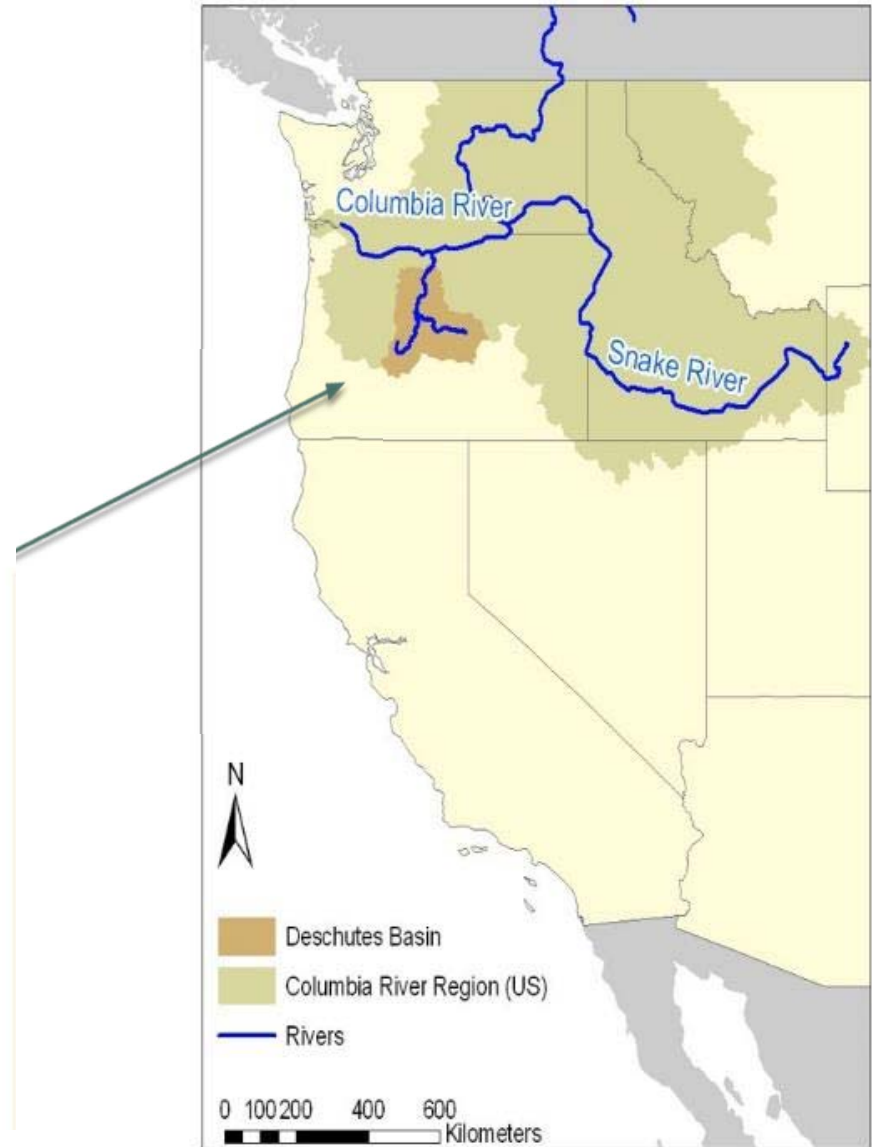 Columbia River
Snake River
N
Deschutes Basin
Columbia River Region (US)
Rivers
0 100 200 400 600
Kilometers